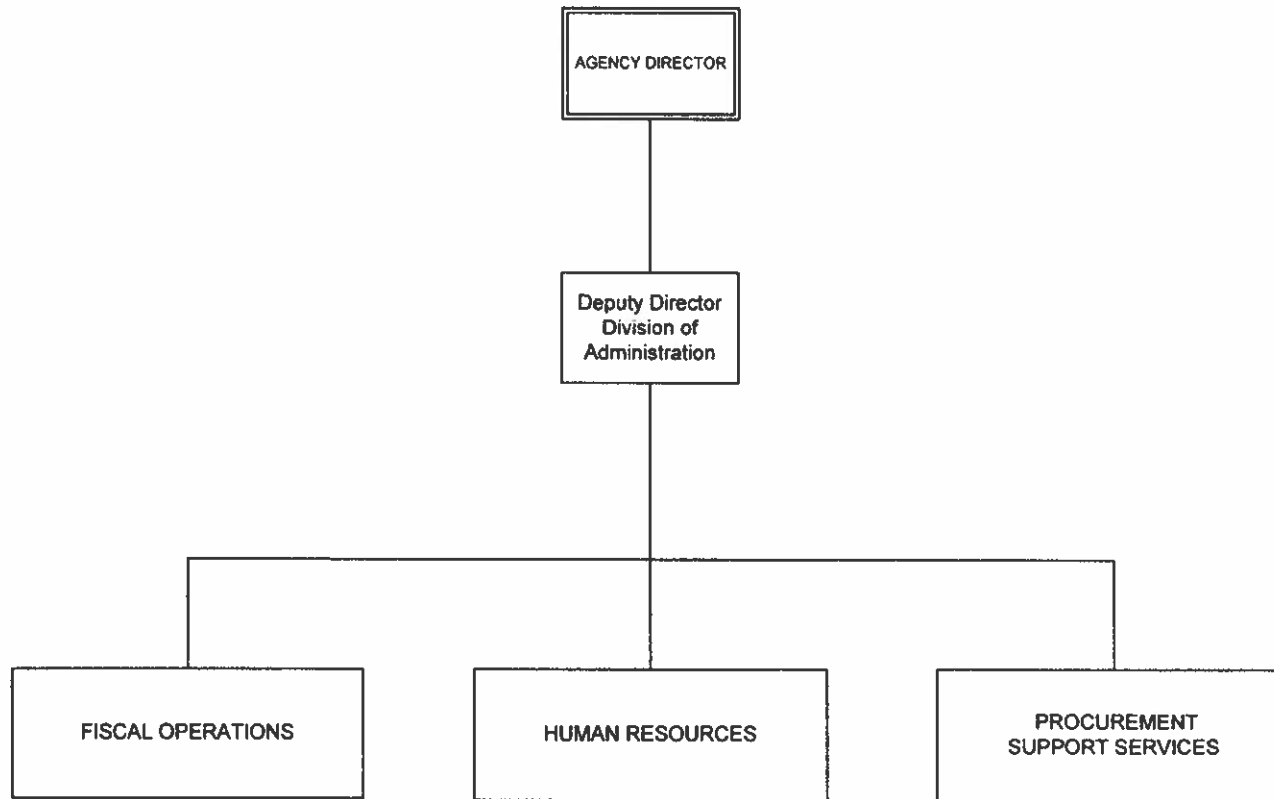 AGENCY DIRECTOR
Deputy Director
Division of
Administration
FISCAL OPERATIONS
HUMAN RESOURCES
PROCUREMENT
SUPPORT SERVICES